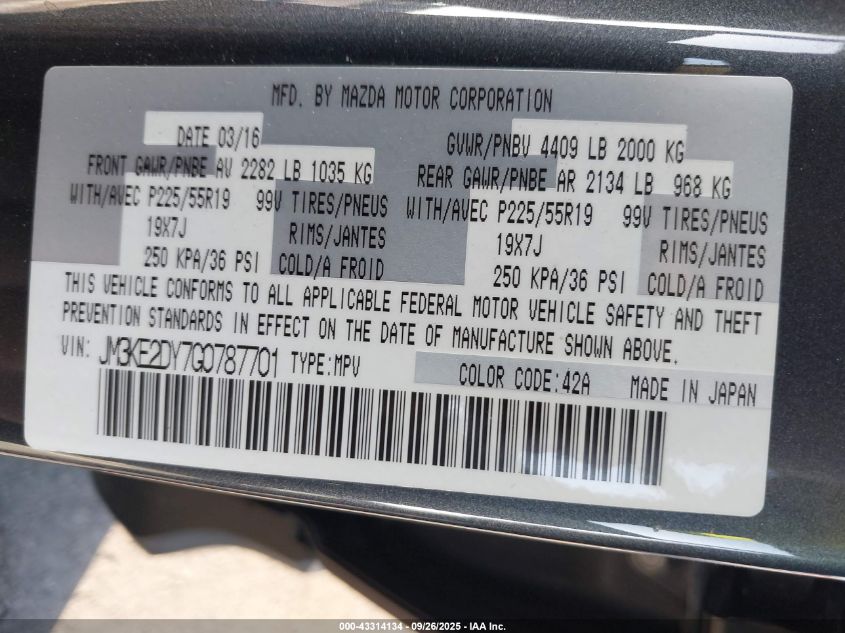 MFD. BY MAZDA MOTOR CORPORATION
DATE 03/16
GVWR/PNBV 4409 LB 2000 KG
FRONT GAWR/PNBE AV 2282 LB 1035 KG
REAR GAWR/PNBE AR 2134 LB 968 KG
WITH/AVEC P225/55R19 99V TIRES/PNEUS
WITH/AVEC P225/55R19 99V TIRES/PNEUS
19X7J RIMS/JANTES
19X7J RIMS/JANTES
250 KPA/36 PSI COLD/A FROID
250 KPA/36 PSI COLD/A FROID
THIS VEHICLE CONFORMS TO ALL APPLICABLE FEDERAL MOTOR VEHICLE SAFETY AND THEFT
PREVENTION STANDARDS IN EFFECT ON THE DATE OF MANUFACTURE SHOWN ABOVE.
VIN: JM3KE2DY7G0787701 TYPE:MPV
COLOR CODE:42A MADE IN JAPAN
000-43314134 - 09/26/2025 - IAA Inc.